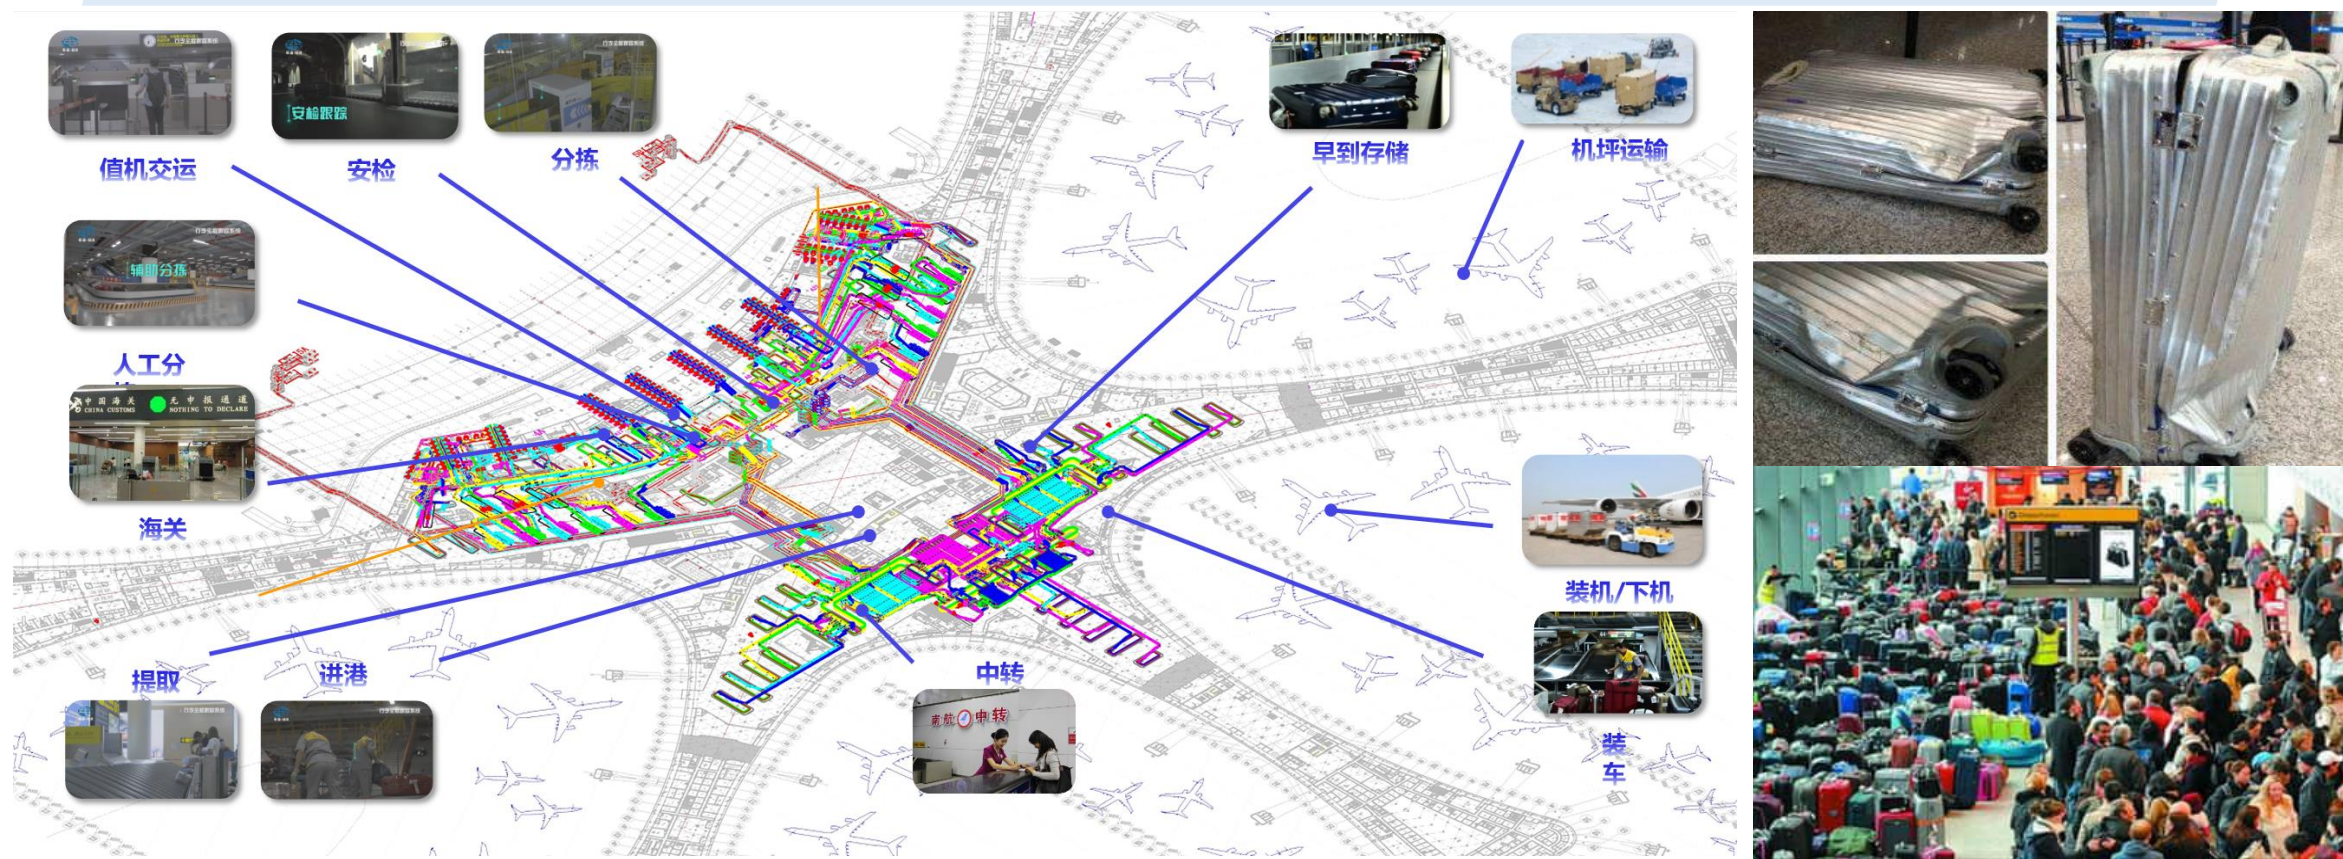 值机交运
安检跟踪
安检
分拣
早到存储
机坪运输
辅助分拣
人工分
中国海关
无申报通道
CHINA CUSTOMS
NOTHING TO DECLARE
海关
提取
进港
中转
南航
中转
装机/下机
装
车